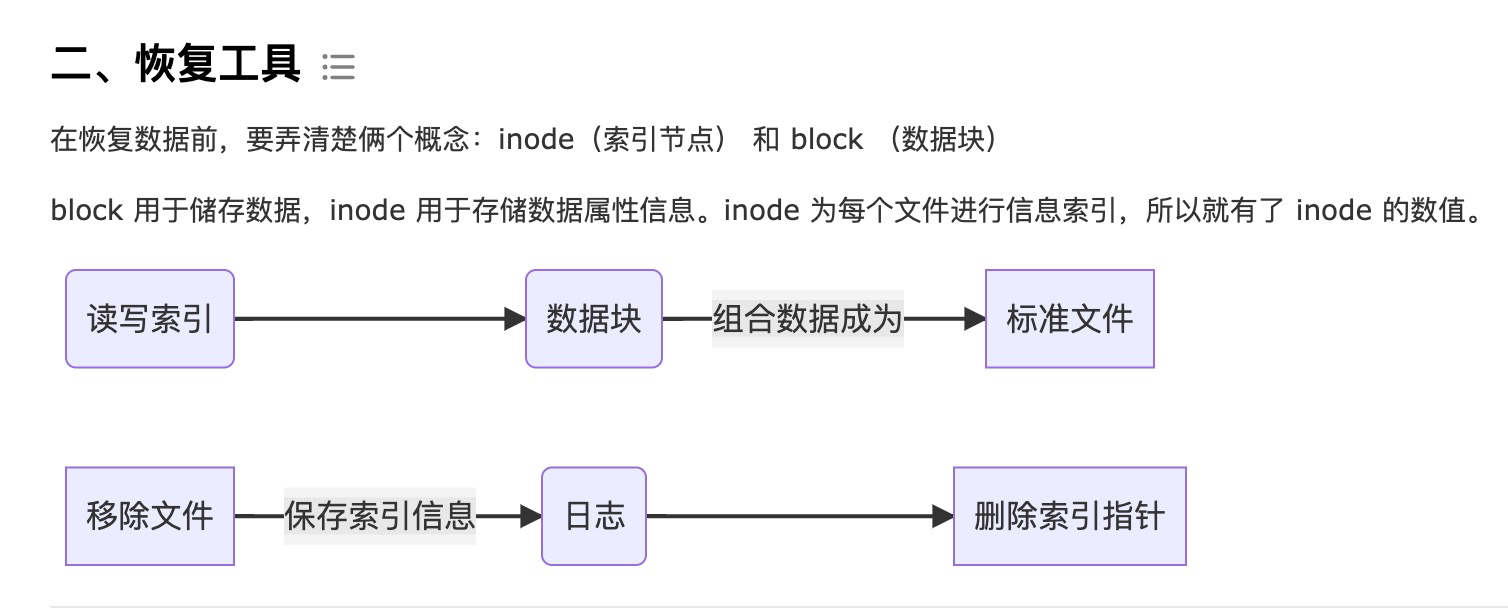 二、恢复工具
在恢复数据前，要弄清楚俩个概念：inode（索引节点） 和 block （数据块）
block 用于储存数据，inode 用于存储数据属性信息。inode 为每个文件进行信息索引，所以就有了 inode 的数值。
读写索引
数据块
组合数据成为
标准文件
移除文件
保存索引信息
日志
删除索引指针